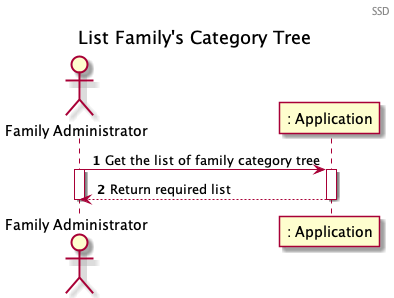 SSD
List Family's Category Tree
Family Administrator
: Application
1 Get the list of family category tree
2 Return required list
Family Administrator
: Application